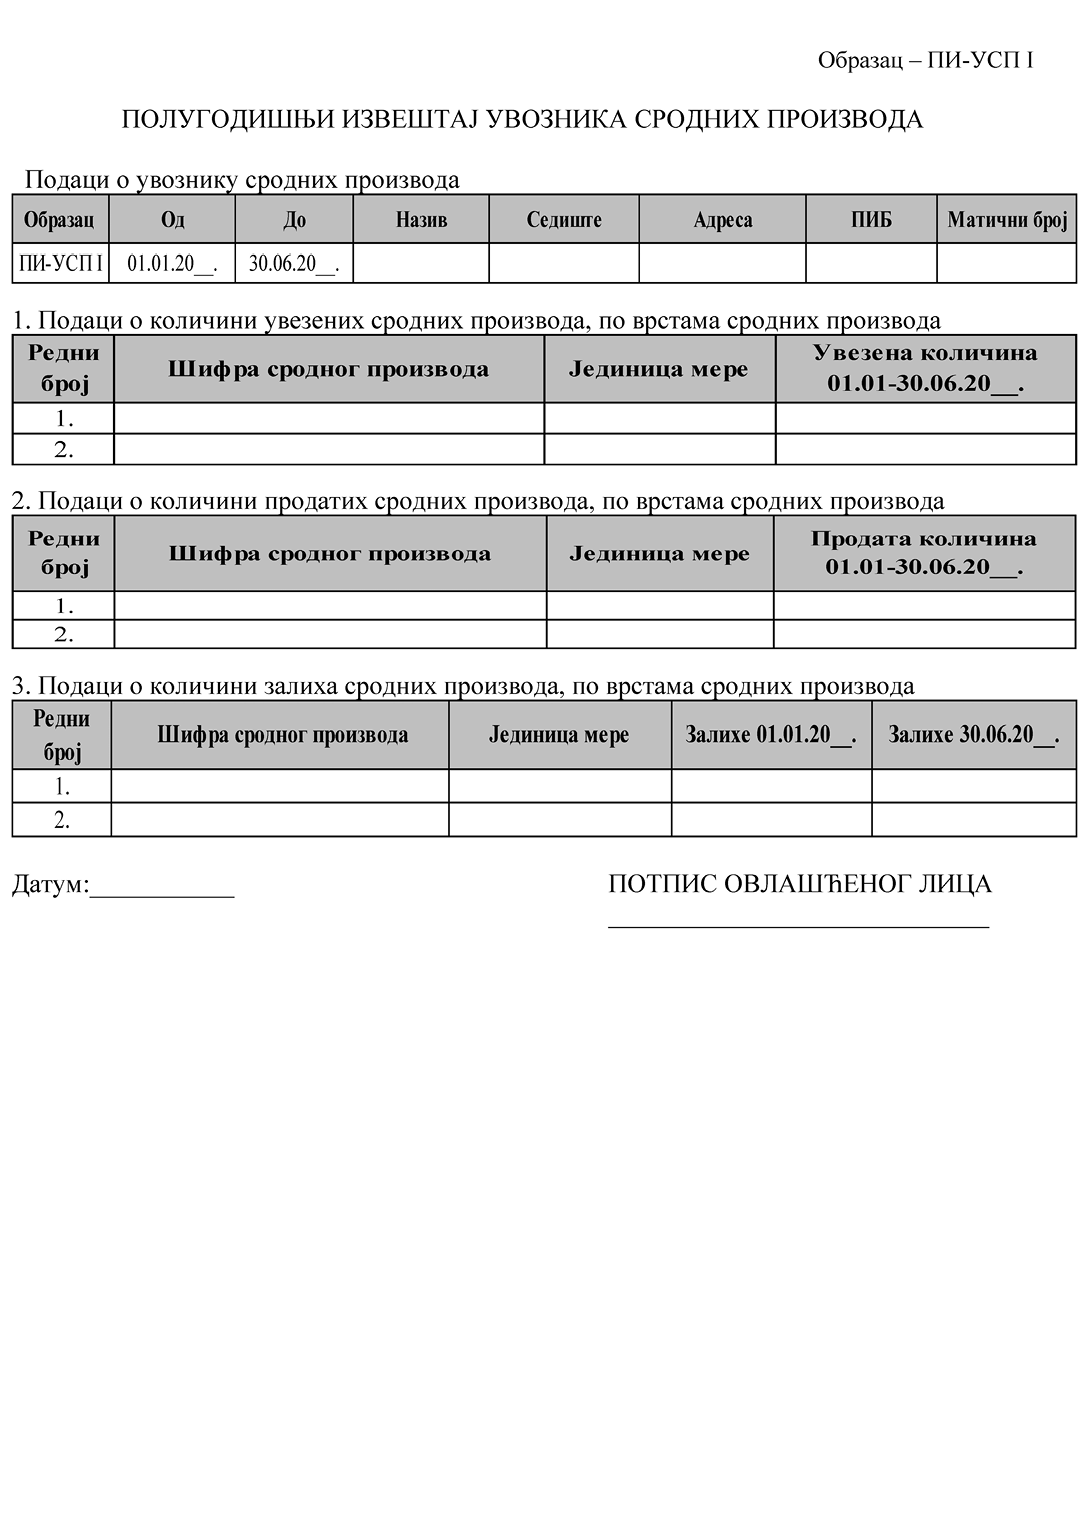 Образац – ПИ-УСП I
ПОЛУГОДИШЊИ ИЗВЕШТАЈ УВОЗНИКА СРОДНИХ ПРОИЗВОДА
Подаци о увознику сродних производа
Образац Од До Назив Седиште Адреса ПИБ Матични број
ПИ-УСП I 01.01.20__. 30.06.20__.
1. Подаци о количини увезених сродних производа, по врстама сродних производа
Редни број Шифра сродног производа Јединица мере Увезена количина 01.01-30.06.20__.
1.
2.
2. Подаци о количини продатих сродних производа, по врстама сродних производа
Редни број Шифра сродног производа Јединица мере Продата количина 01.01-30.06.20__.
1.
2.
3. Подаци о количини залиха сродних производа, по врстама сродних производа
Редни број Шифра сродног производа Јединица мере Залихе 01.01.20__. Залихе 30.06.20__.
1.
2.
Датум:___________ ПОТПИС ОВЛАШЋЕНОГ ЛИЦА
_____________________________